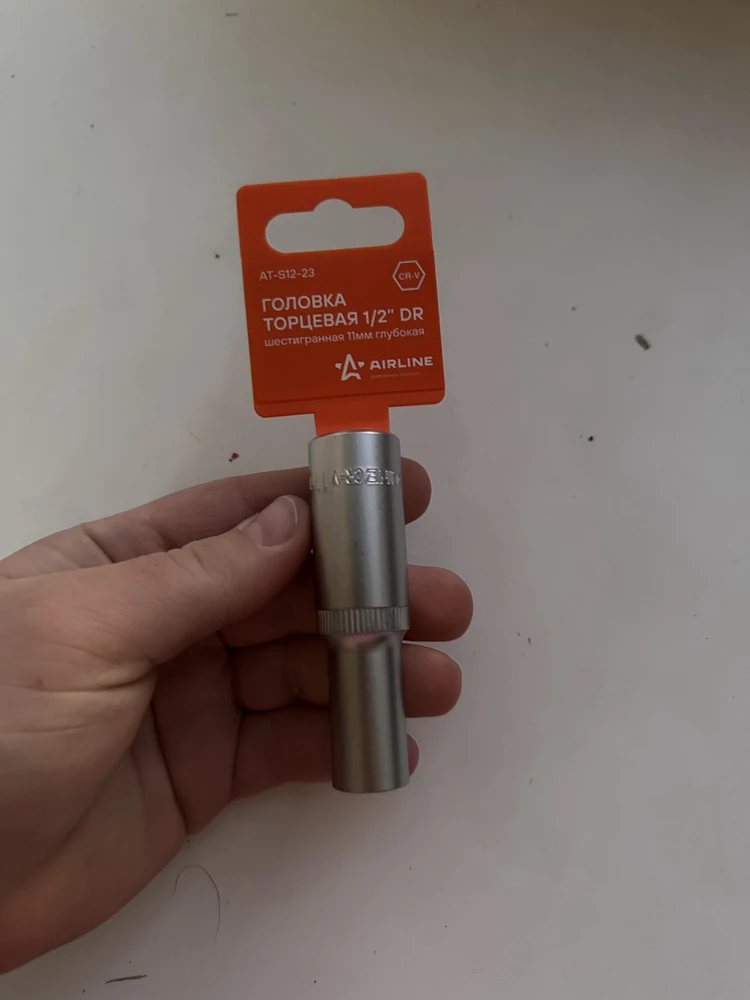 AT-S12-23
CR-V
ГОЛОВКА
ТОРЦЕВАЯ 1/2" DR
шестигранная 11мм глубокая
AIRLINE